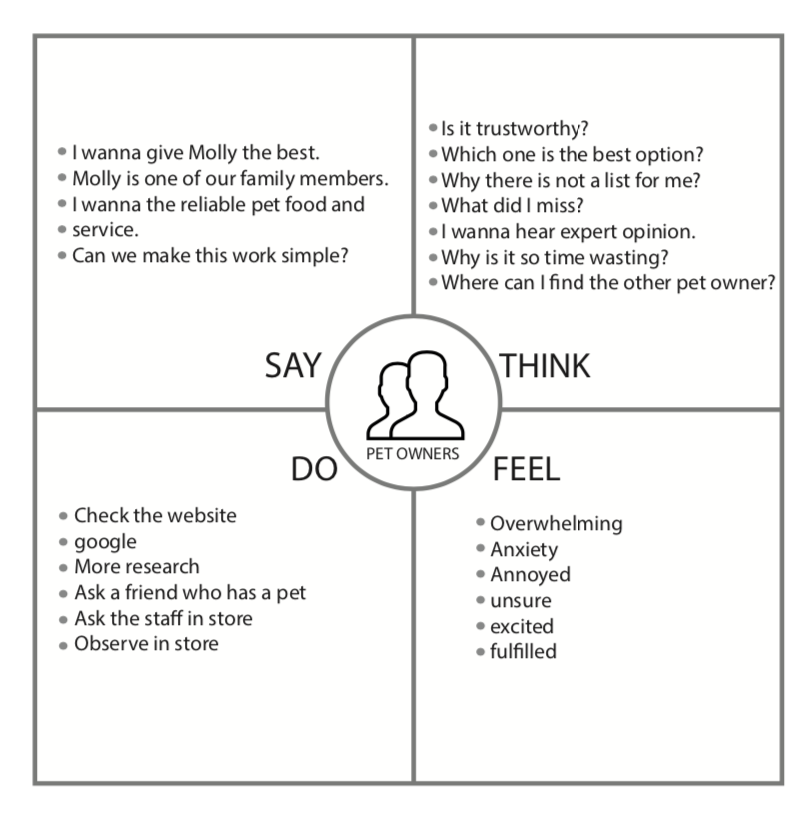 • I wanna give Molly the best.
• Molly is one of our family members.
• I wanna the reliable pet food and
• service.
• Can we make this work simple?
SAY
• Is it trustworthy?
• Which one is the best option?
• Why there is not a list for me?
• What did I miss?
• I wanna hear expert opinion.
• Why is it so time wasting?
• Where can I find the other pet owner?
THINK
PET OWNERS
DO
• Check the website
• google
• More research
• Ask a friend who has a pet
• Ask the staff in store
• Observe in store
FEEL
• Overwhelming
• Anxiety
• Annoyed
• unsure
• excited
• fulfilled